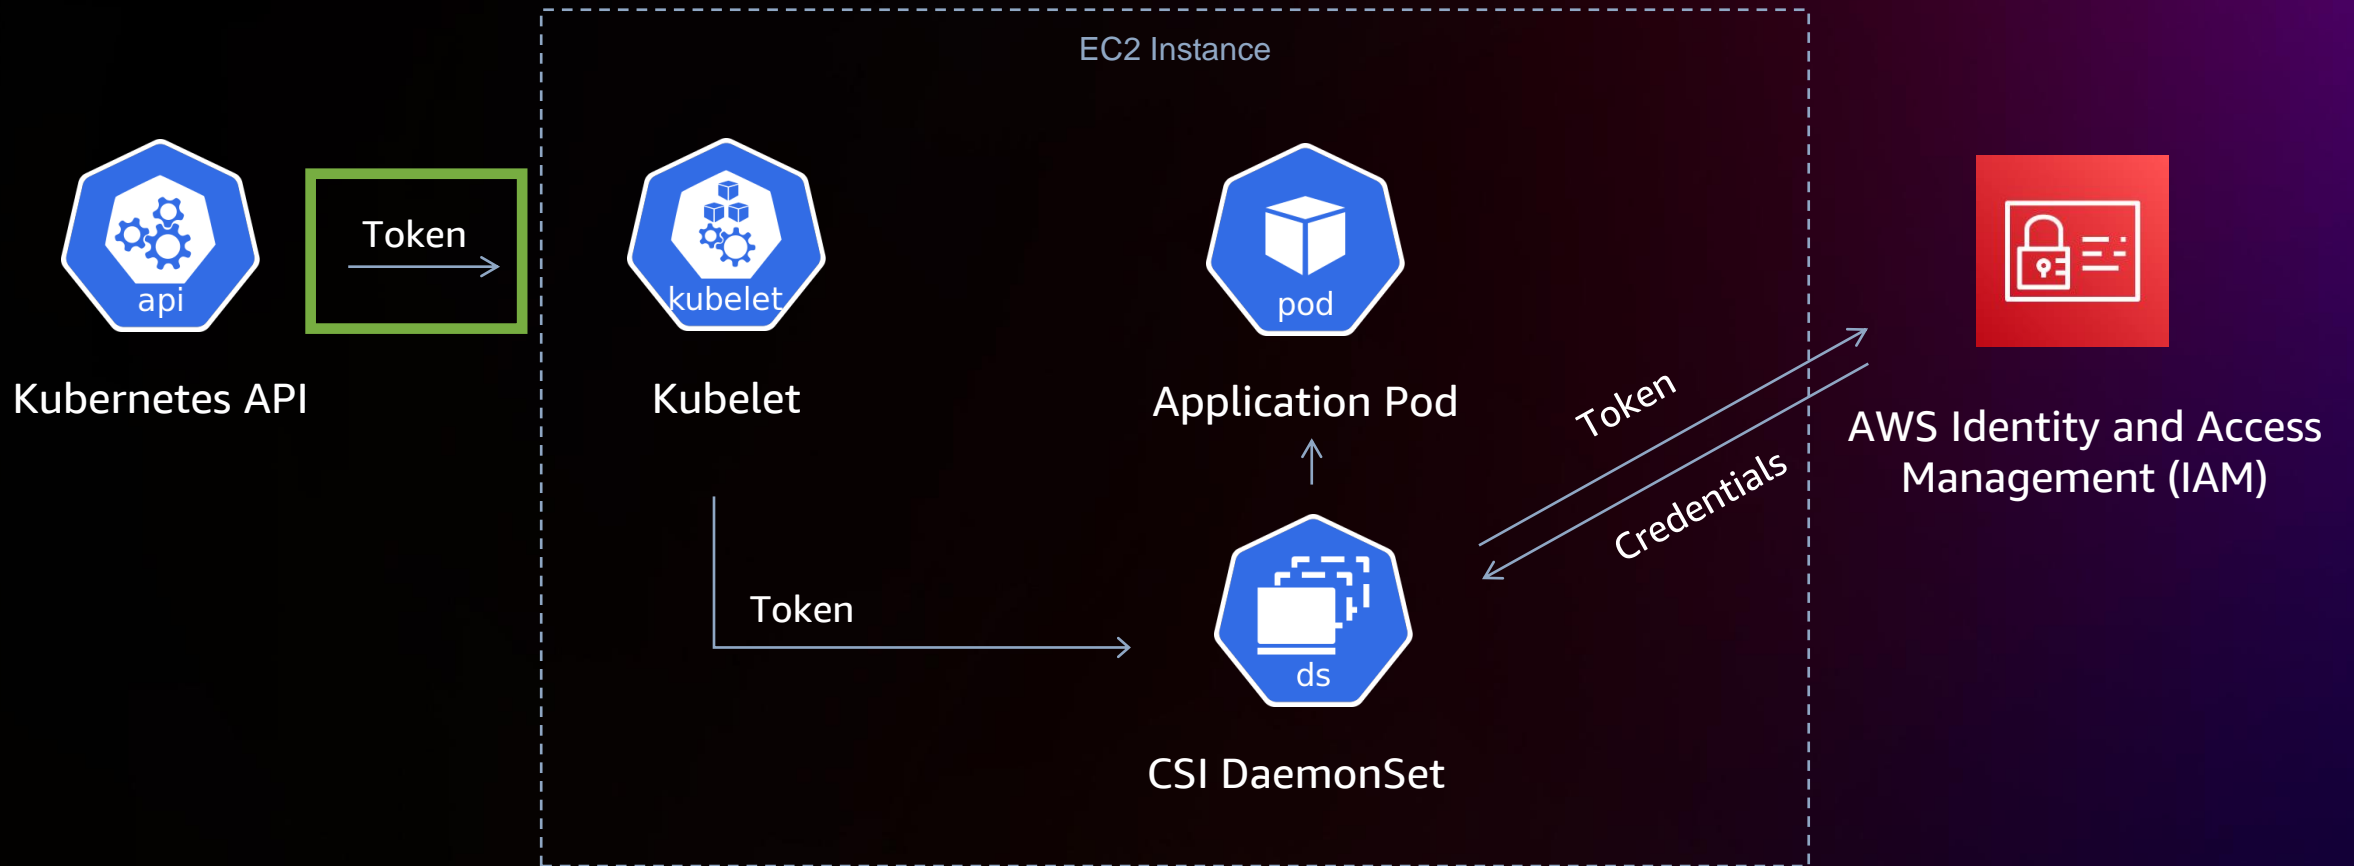 EC2 Instance
api
Kubernetes API
Token
kubelet
Kubelet
pod
Application Pod
Token
ds
CSI DaemonSet
Token
Credentials
AWS Identity and Access
Management (IAM)